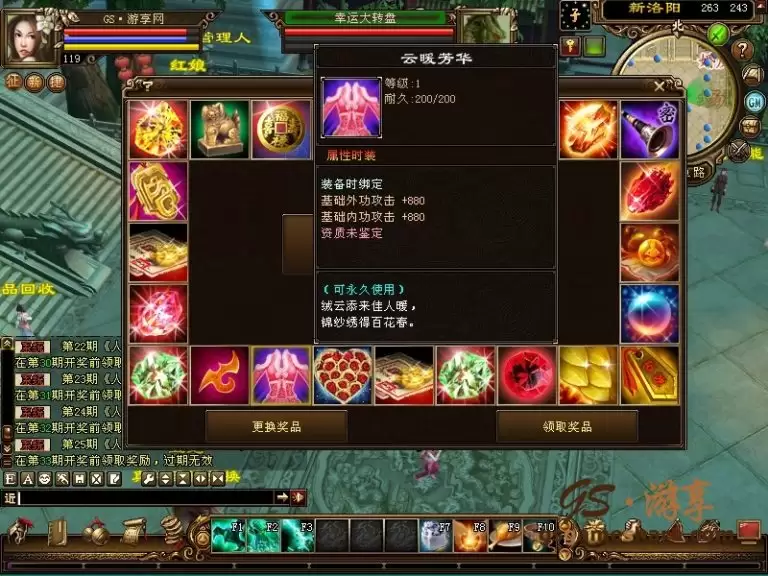 GS·游享网
119
征
管理人
红娘
幸运大转盘
子
新洛阳 263 243
北
GM
云暖芳华
等级:1
耐久:200/200
属性时装
装备时绑定
基础外功攻击 +880
基础内功攻击 +880
资质未鉴定
(可永久使用)
绒云添来佳人暖,
锦纱绣得百花春。
密
品回收
第22期《人
在第30期开奖前领取
第23期《人
在第31期开奖前领取
第24期《人
在第32期开奖前领取
第25期《人
在第33期开奖前领取奖励,过期无效
更换奖品
领取奖品
换
近
F1 F2 F3 F7 F8 F9 F10
GS·游享